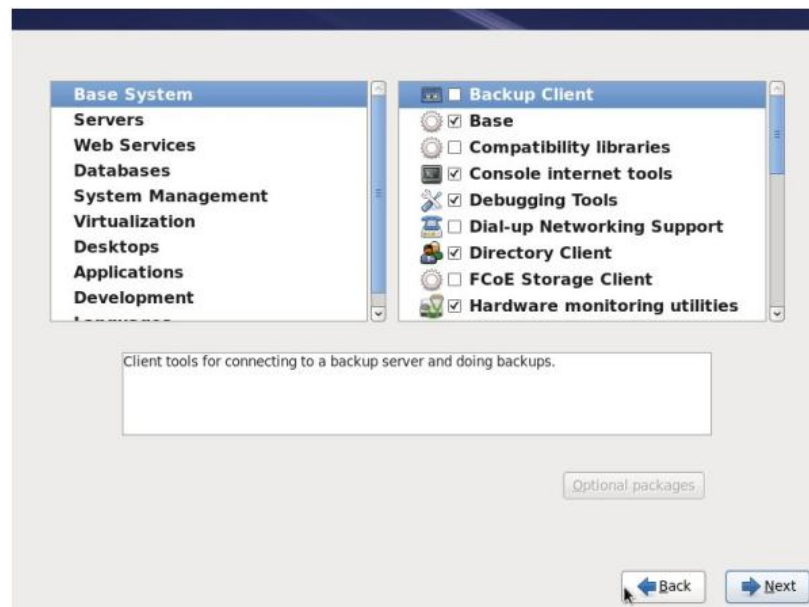 Base System
Servers
Web Services
Databases
System Management
Virtualization
Desktops
Applications
Development
Languages
Backup Client
Base
Compatibility libraries
Console internet tools
Debugging Tools
Dial-up Networking Support
Directory Client
FCoE Storage Client
Hardware monitoring utilities
Client tools for connecting to a backup server and doing backups.
Optional packages
Back
Next